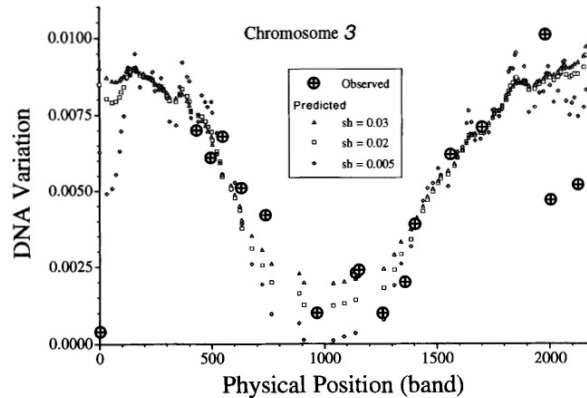 Chromosome 3
Observed
Predicted
sh = 0.03
sh = 0.02
sh = 0.005
DNA Variation
0.0100
0.0075
0.0050
0.0025
0.0000
0
500
1000
1500
2000
Physical Position (band)